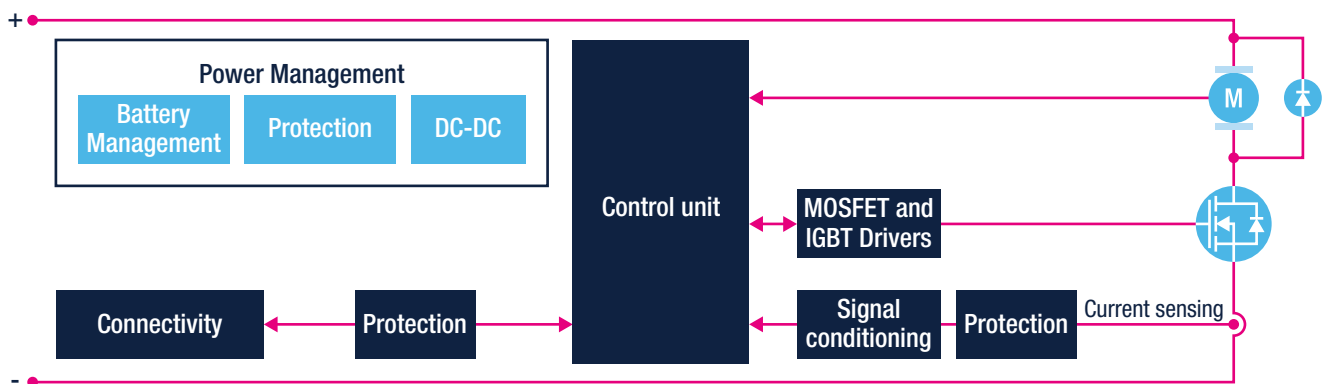 +
Power Management
Battery
Management
Protection
DC-DC
Control unit
M
MOSFET and
IGBT Drivers
Connectivity
Protection
Signal
conditioning
Protection
Current sensing
-